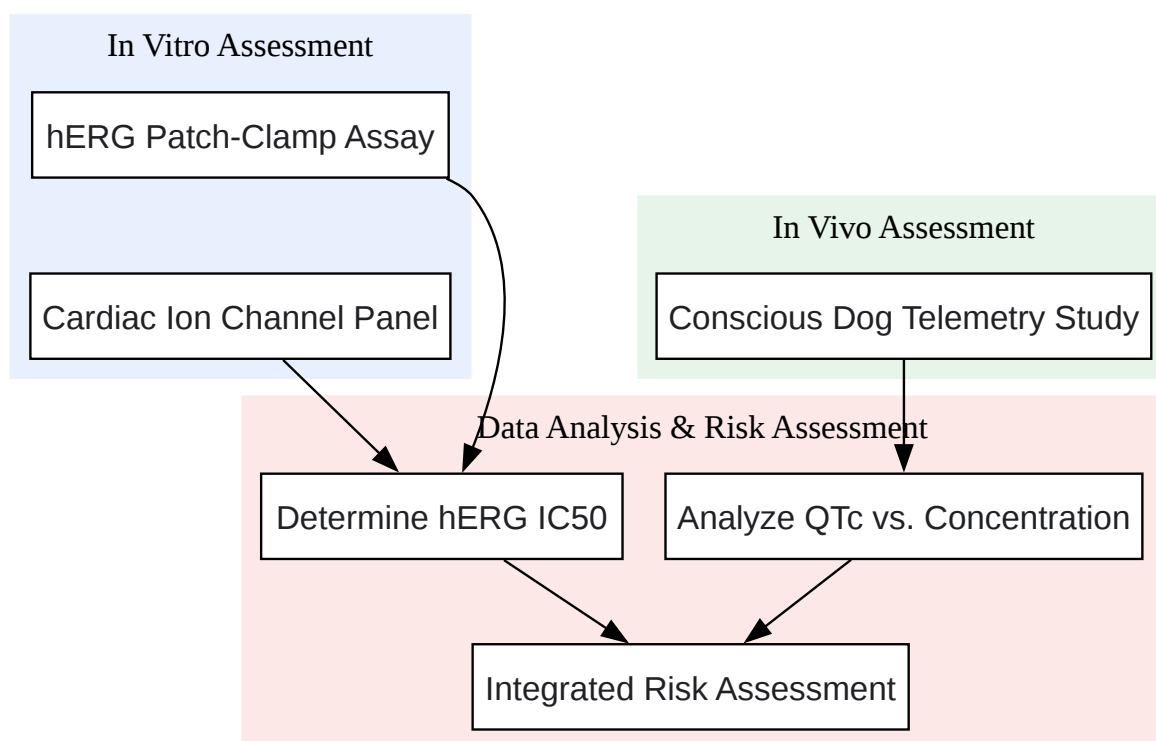 In Vitro Assessment
hERG Patch-Clamp Assay
Cardiac Ion Channel Panel
In Vivo Assessment
Conscious Dog Telemetry Study
Data Analysis & Risk Assessment
Determine hERG IC50
Analyze QTc vs. Concentration
Integrated Risk Assessment